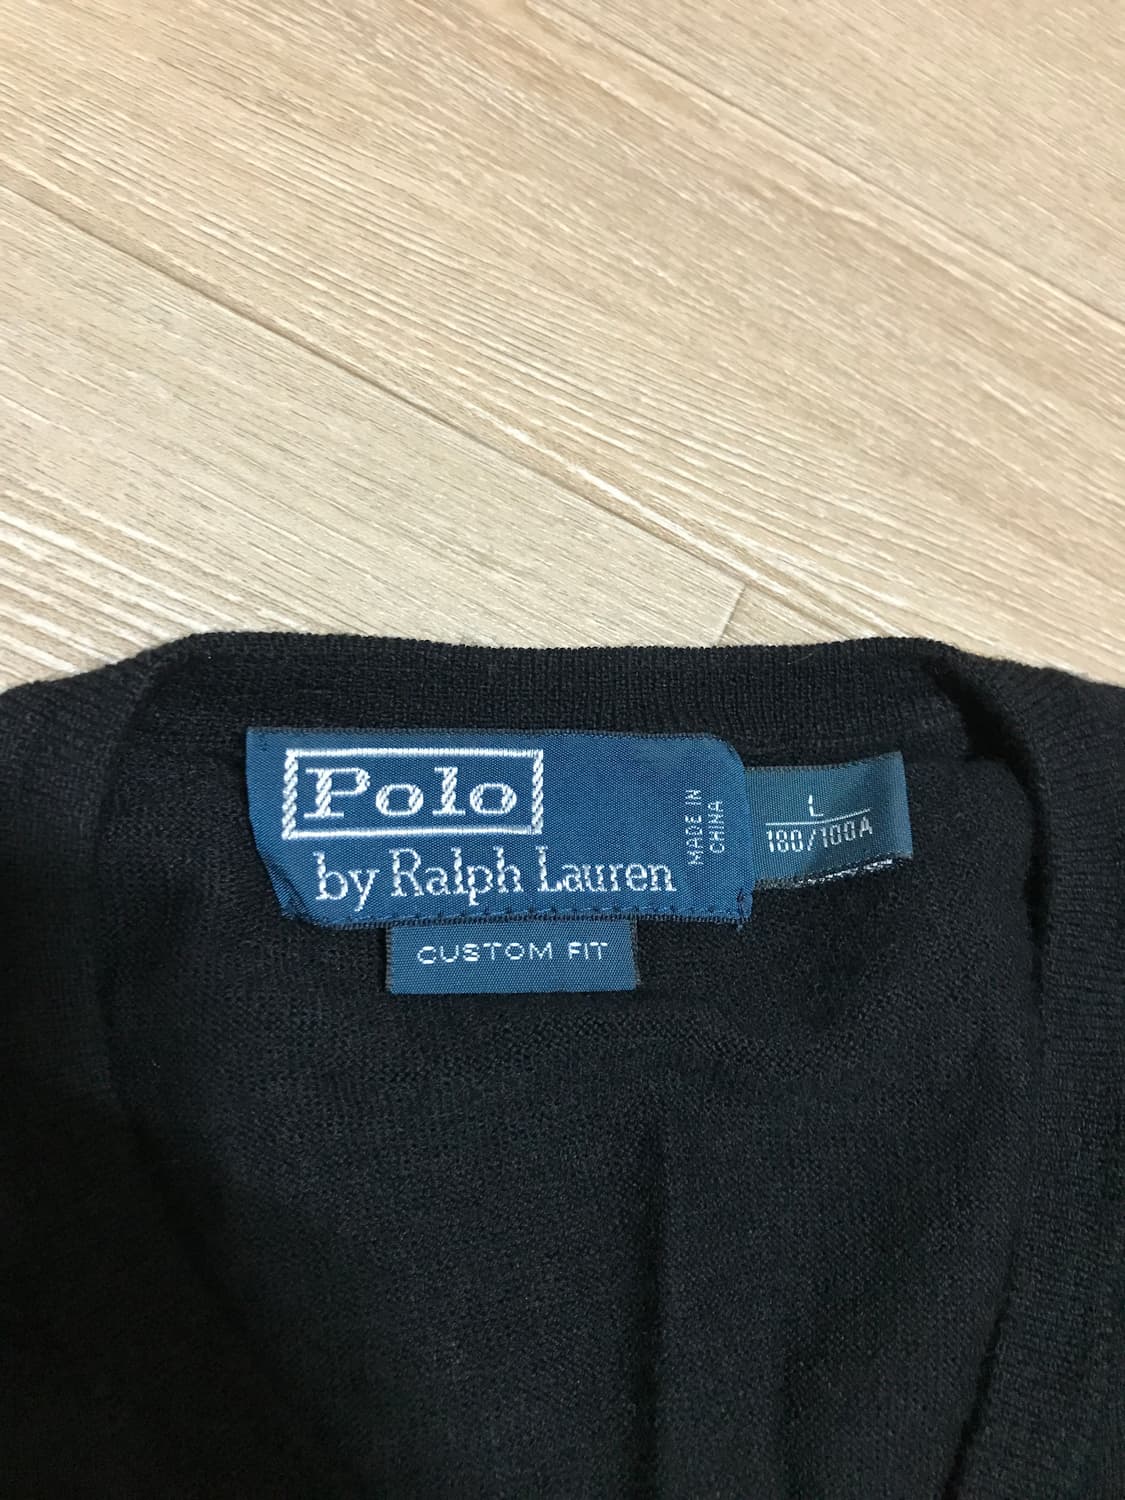 Polo
by Ralph Lauren
MADE IN
CHINA
L
180/100A
CUSTOM FIT